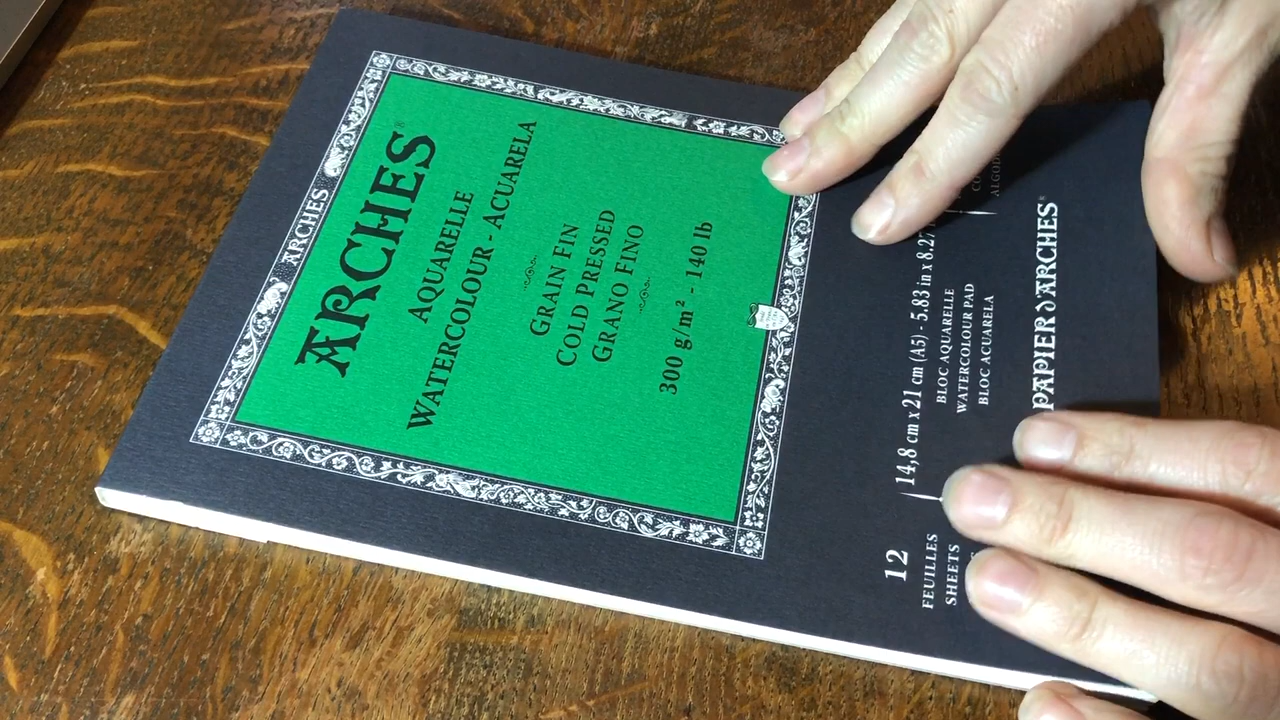 ARCHES
ARCHES®
AQUARELLE
WATERCOLOUR - ACUARELA
GRAIN FIN
COLD PRESSED
GRANO FINO
300 g/m² - 140 lb
12
FEUILLES
SHEETS
14,8 cm x 21 cm (A5) - 5.83 in x 8.27
BLOC AQUARELLE
WATERCOLOUR PAD
BLOC ACUARELA
PAPIER D'ARCHES®